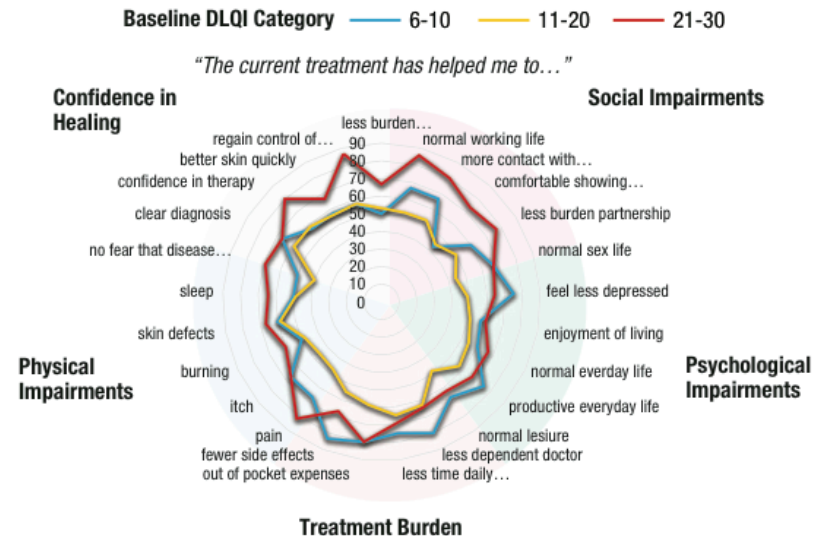 Baseline DLQI Category 6-10 11-20 21-30
“The current treatment has helped me to…”
Confidence in
Healing
Social Impairments
less burden…
regain control of…
normal working life
better skin quickly
more contact with…
confidence in therapy
comfortable showing…
clear diagnosis
less burden partnership
no fear that disease…
normal sex life
sleep
feel less depressed
skin defects
enjoyment of living
burning
normal everday life
itch
productive everyday life
pain
normal lesiure
fewer side effects
less dependent doctor
out of pocket expenses
less time daily…
90
80
70
60
50
40
30
20
10
0
Physical
Impairments
Psychological
Impairments
Treatment Burden